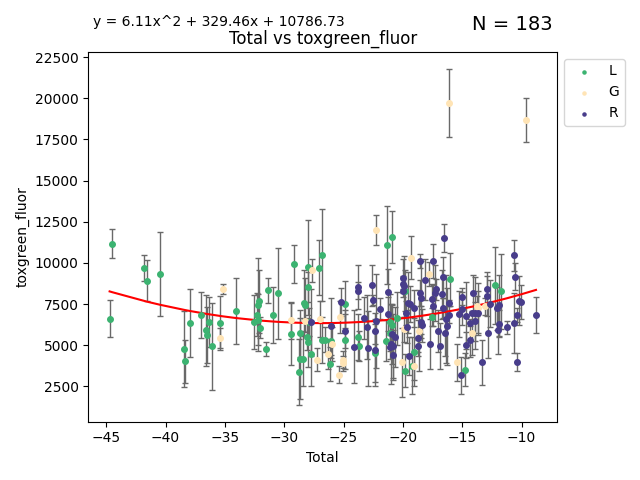 y = 6.11x^2 + 329.46x + 10786.73
N = 183
Total vs toxgreen_fluor
22500
20000
17500
15000
12500
10000
7500
5000
2500
toxgreen_fluor
−45
−40
−35
−30
−25
−20
−15
−10
Total
L
G
R